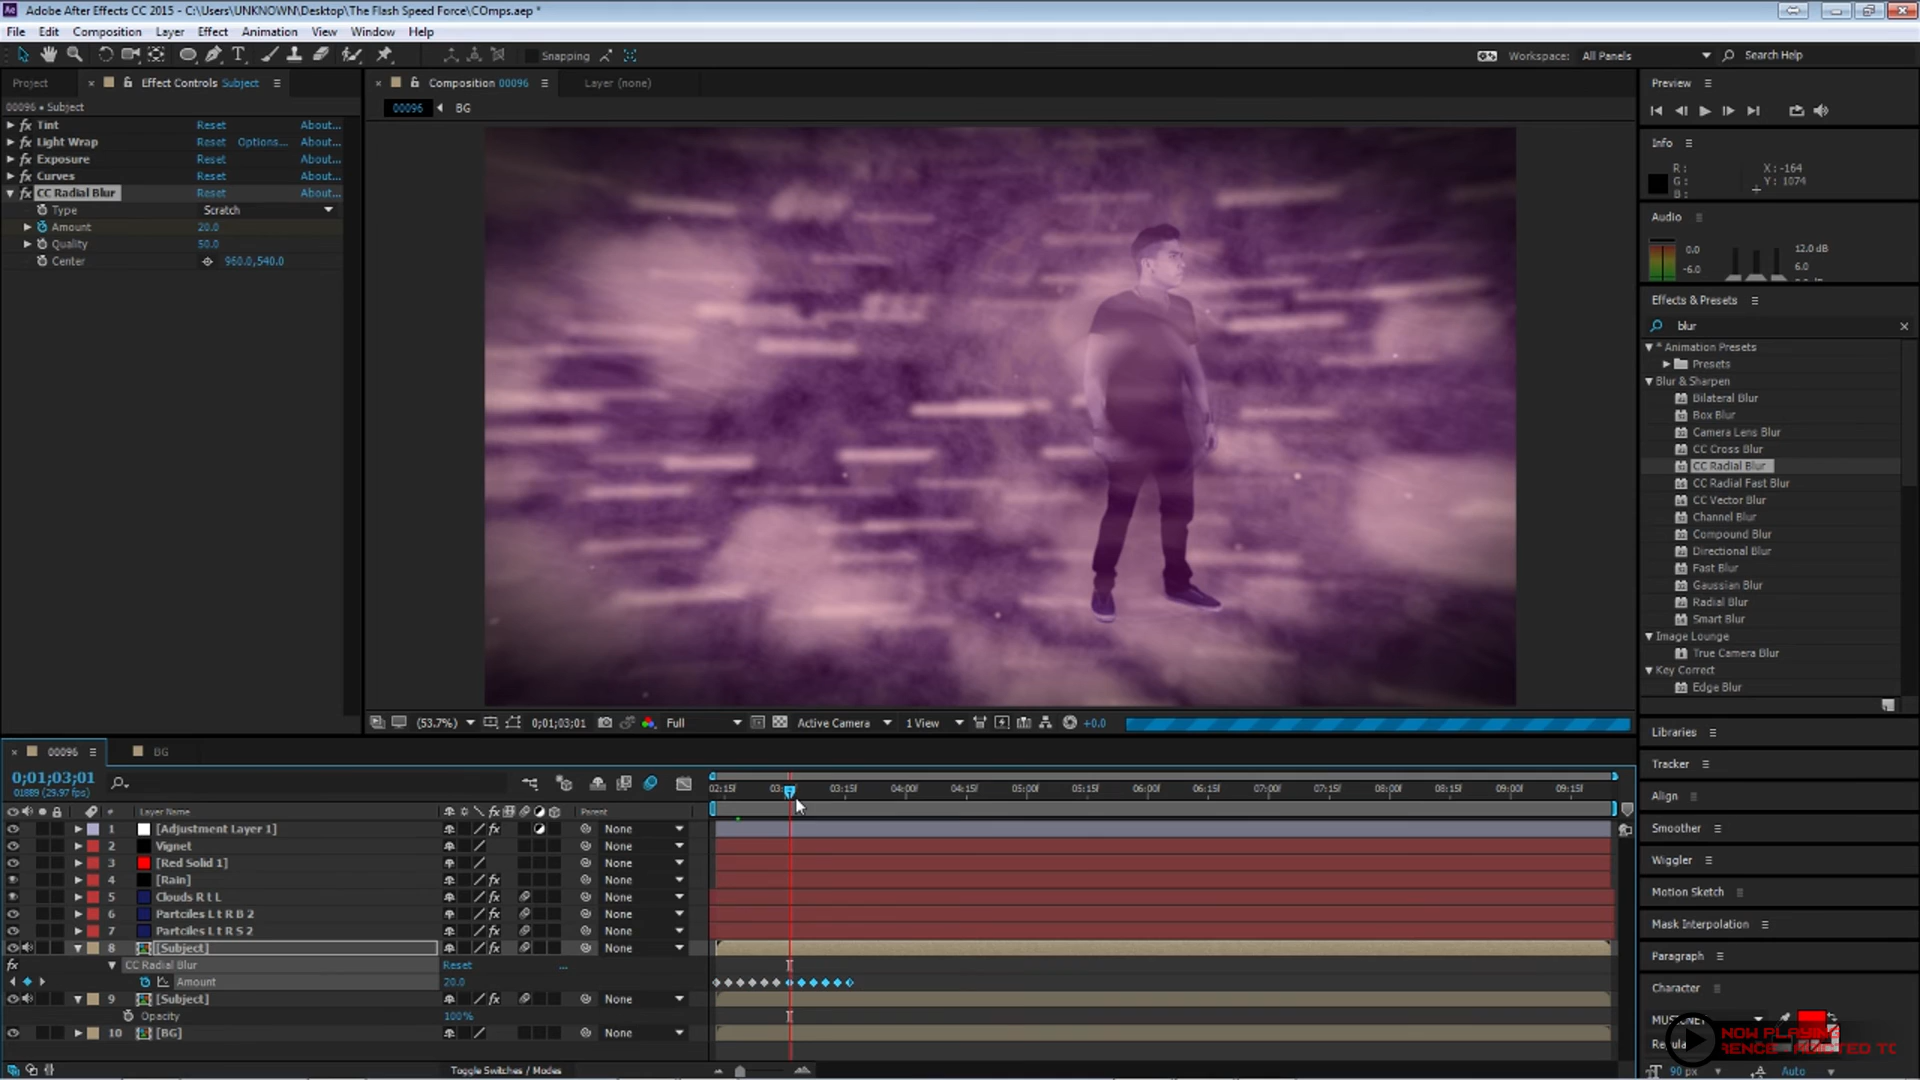 Adobe After Effects CC 2015 - C:\Users\UNKNOWN\Desktop\The Flash Speed Force\COmps.aep *
File Edit Composition Layer Effect Animation View Window Help
Snapping
Workspace: All Panels
Search Help
Project
Effect Controls Subject
Composition 00096
Layer (none)
00096 • Subject
00096
BG
Tint Reset About...
Light Wrap Reset Options... About...
Exposure Reset About...
Curves Reset About...
CC Radial Blur Reset About...
Type Scratch
Amount 20.0
Quality 50.0
Center 960.0,540.0
(53.7%) 0;01;03;01 Full Active Camera 1 View +0.0
Preview
Info
R :
G :
B :
X : -164
Y : 1074
Audio
0.0
-6.0
12.0 dB
6.0
Effects & Presets
blur
* Animation Presets
Presets
Blur & Sharpen
Bilateral Blur
Box Blur
Camera Lens Blur
CC Cross Blur
CC Radial Blur
CC Radial Fast Blur
CC Vector Blur
Channel Blur
Compound Blur
Directional Blur
Fast Blur
Gaussian Blur
Radial Blur
Smart Blur
Image Lounge
True Camera Blur
Key Correct
Edge Blur
Libraries
Tracker
Align
Smoother
Wiggler
Motion Sketch
Mask Interpolation
Paragraph
Character
90 px
Auto
NOW PLAYING
00096
BG
0;01;03;01
01889 (29.97 fps)
02:15f 04:00f 04:15f 05:00f 05:15f 06:00f 06:15f 07:00f 07:15f 08:00f 08:15f 09:00f 09:15f
# Layer Name Parent
1 [Adjustment Layer 1] None
2 Vignet None
3 [Red Solid 1] None
4 [Rain] None
5 Clouds R t L None
6 Partciles L t R B 2 None
7 Partciles L t R S 2 None
8 [Subject] None
CC Radial Blur Reset ...
Amount 20.0
9 [Subject] None
Opacity 100%
10 [BG] None
Toggle Switches / Modes